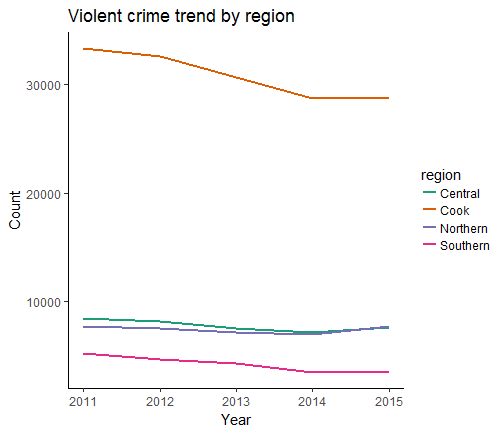 Violent crime trend by region
30000
20000
10000
Count
2011 2012 2013 2014 2015
Year
region
Central
Cook
Northern
Southern